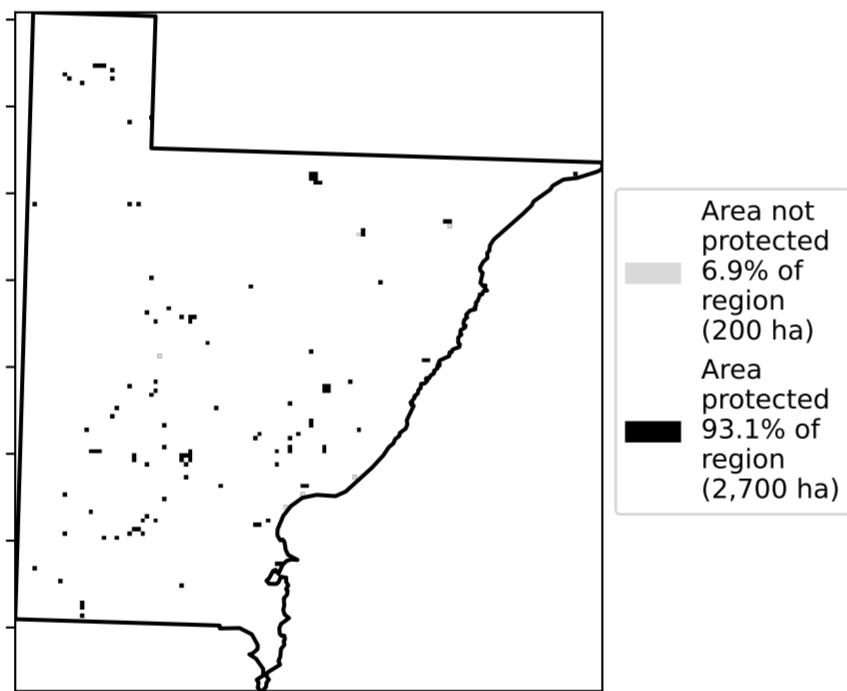 Area not
protected
6.9% of
region
(200 ha)
Area
protected
93.1% of
region
(2,700 ha)